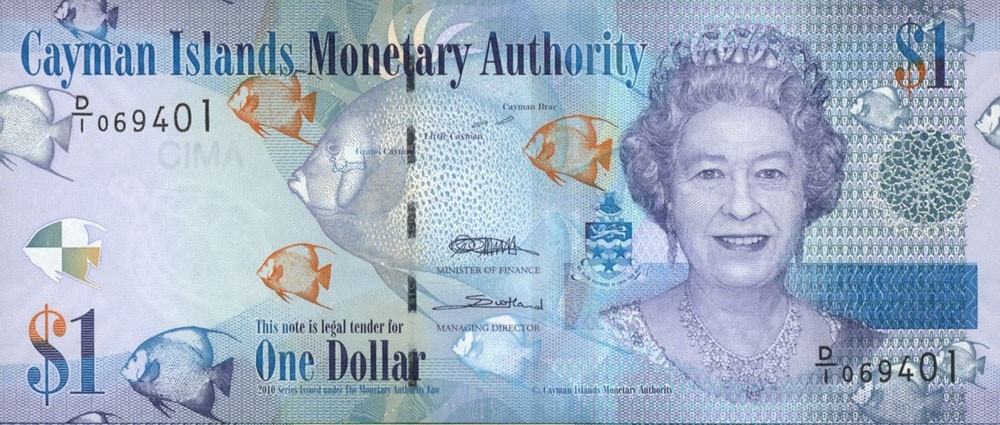 Cayman Islands Monetary Authority
$1
D/1 069401
CIMA
Cayman Brac
Little Cayman
Grand Cayman
MINISTER OF FINANCE
Scotland
MANAGING DIRECTOR
$1
This note is legal tender for
One Dollar
2010 Series Issued under The Monetary Authority Law
© Cayman Islands Monetary Authority
D/1 069401